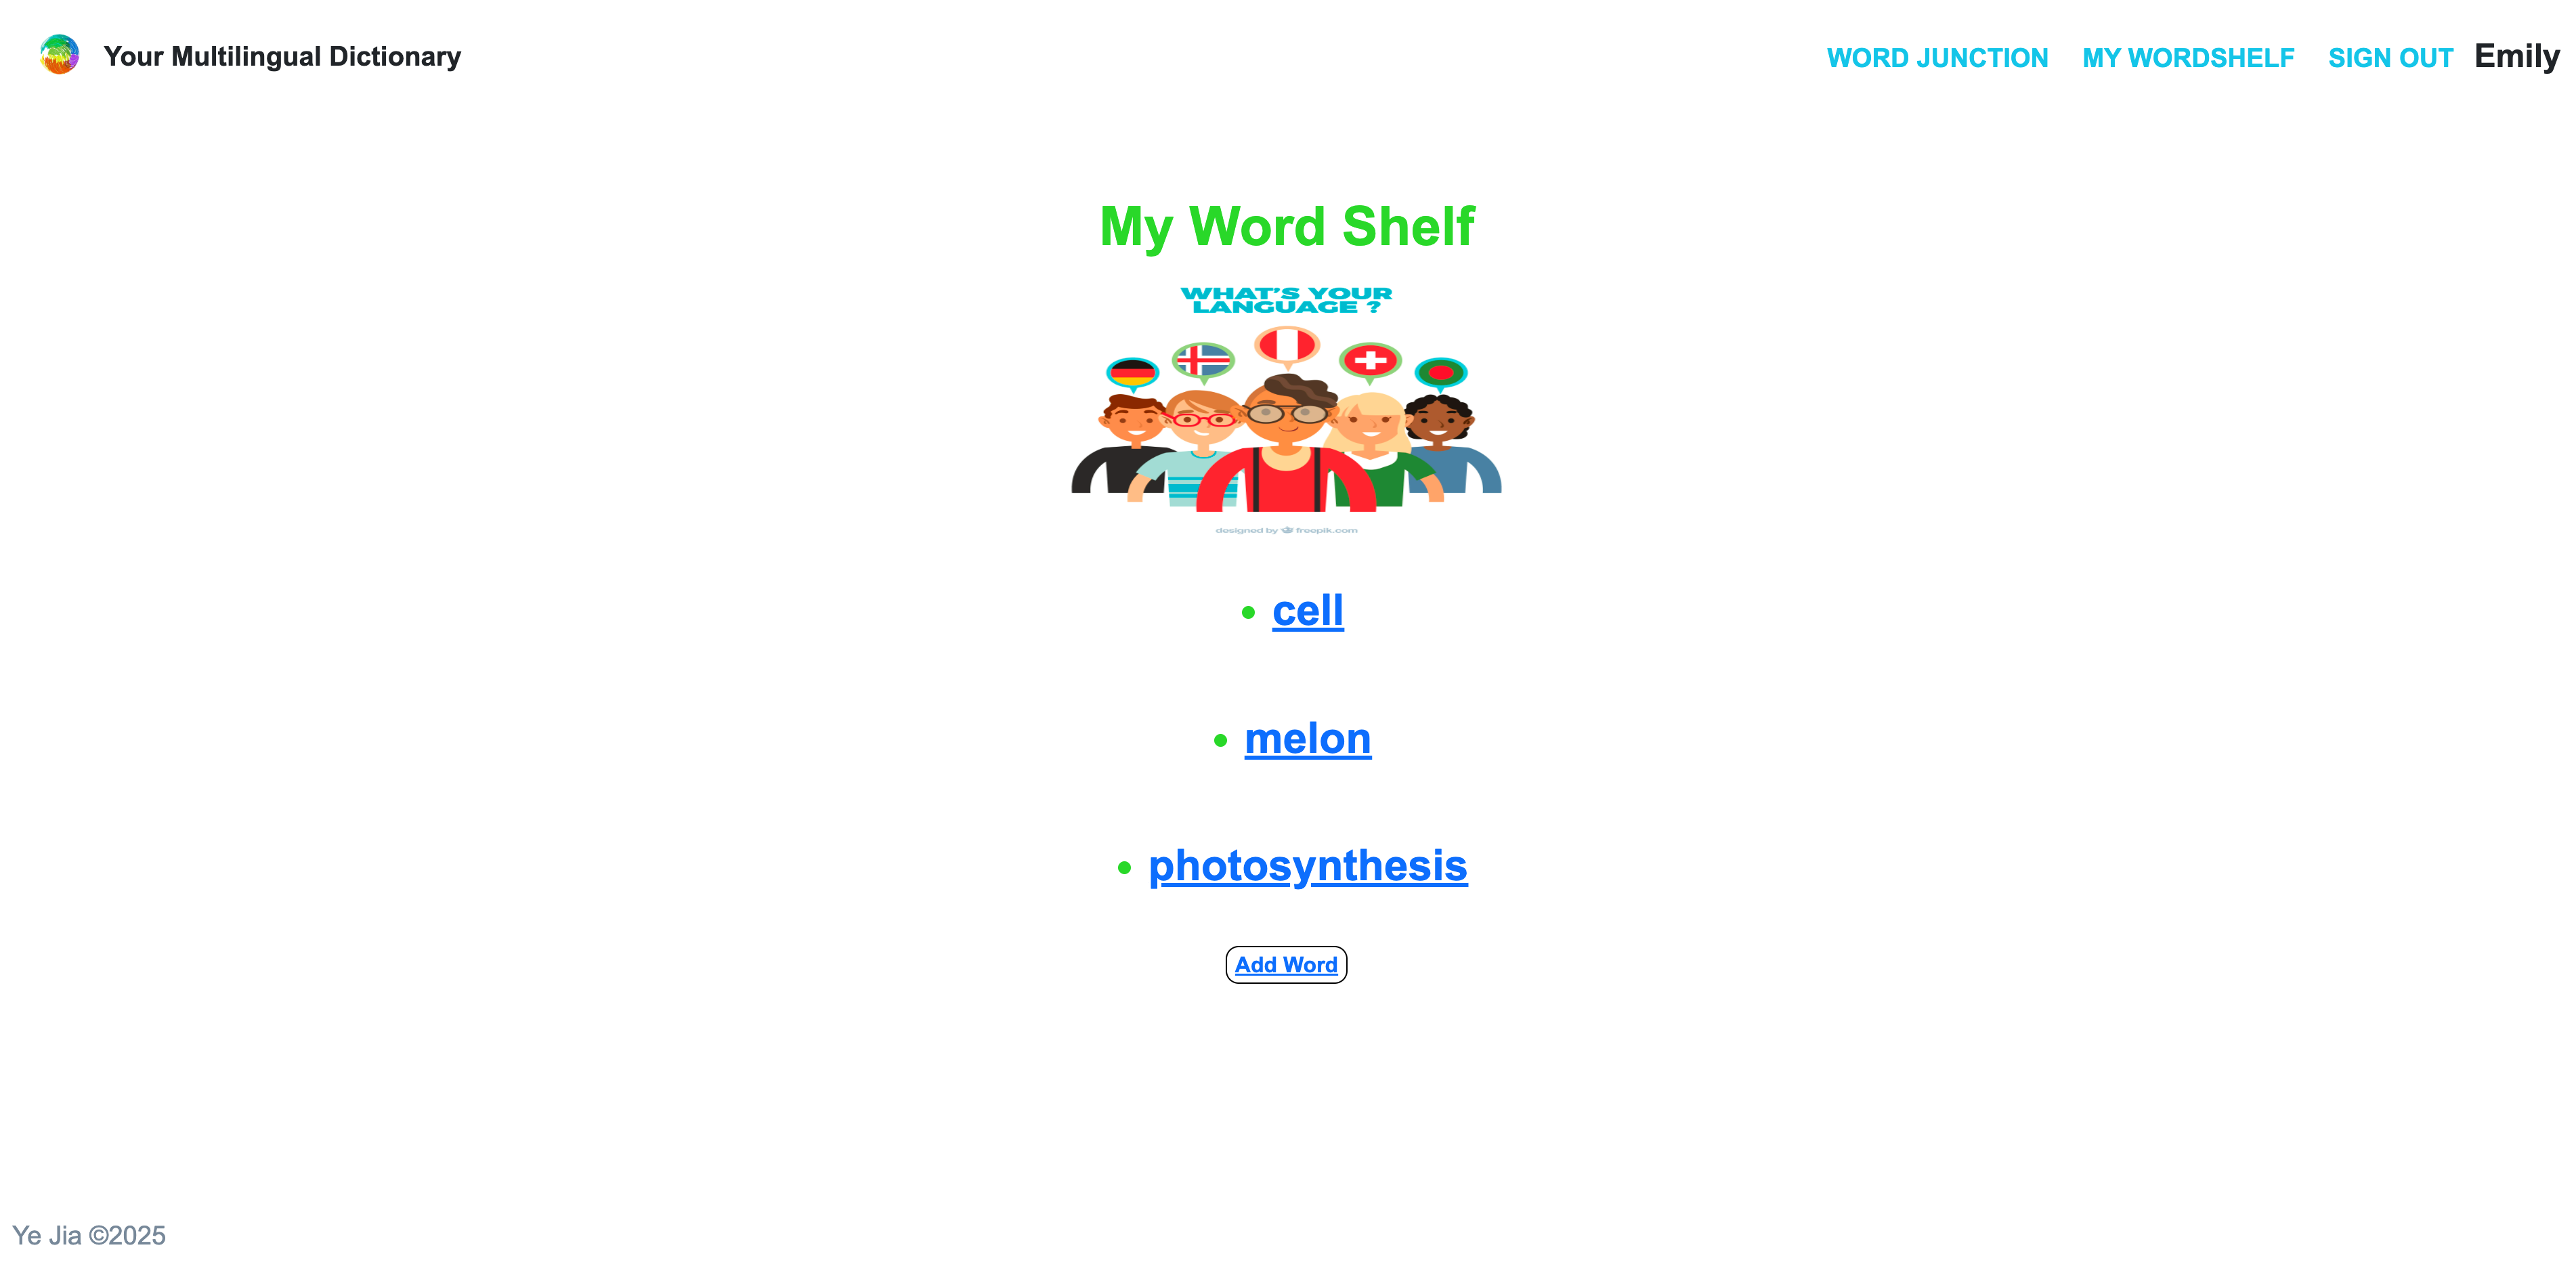 Your Multilingual Dictionary
WORD JUNCTION MY WORDSHELF SIGN OUT Emily
My Word Shelf
WHAT'S YOUR
LANGUAGE ?
designed by freepik.com
cell
melon
photosynthesis
Add Word
Ye Jia ©2025